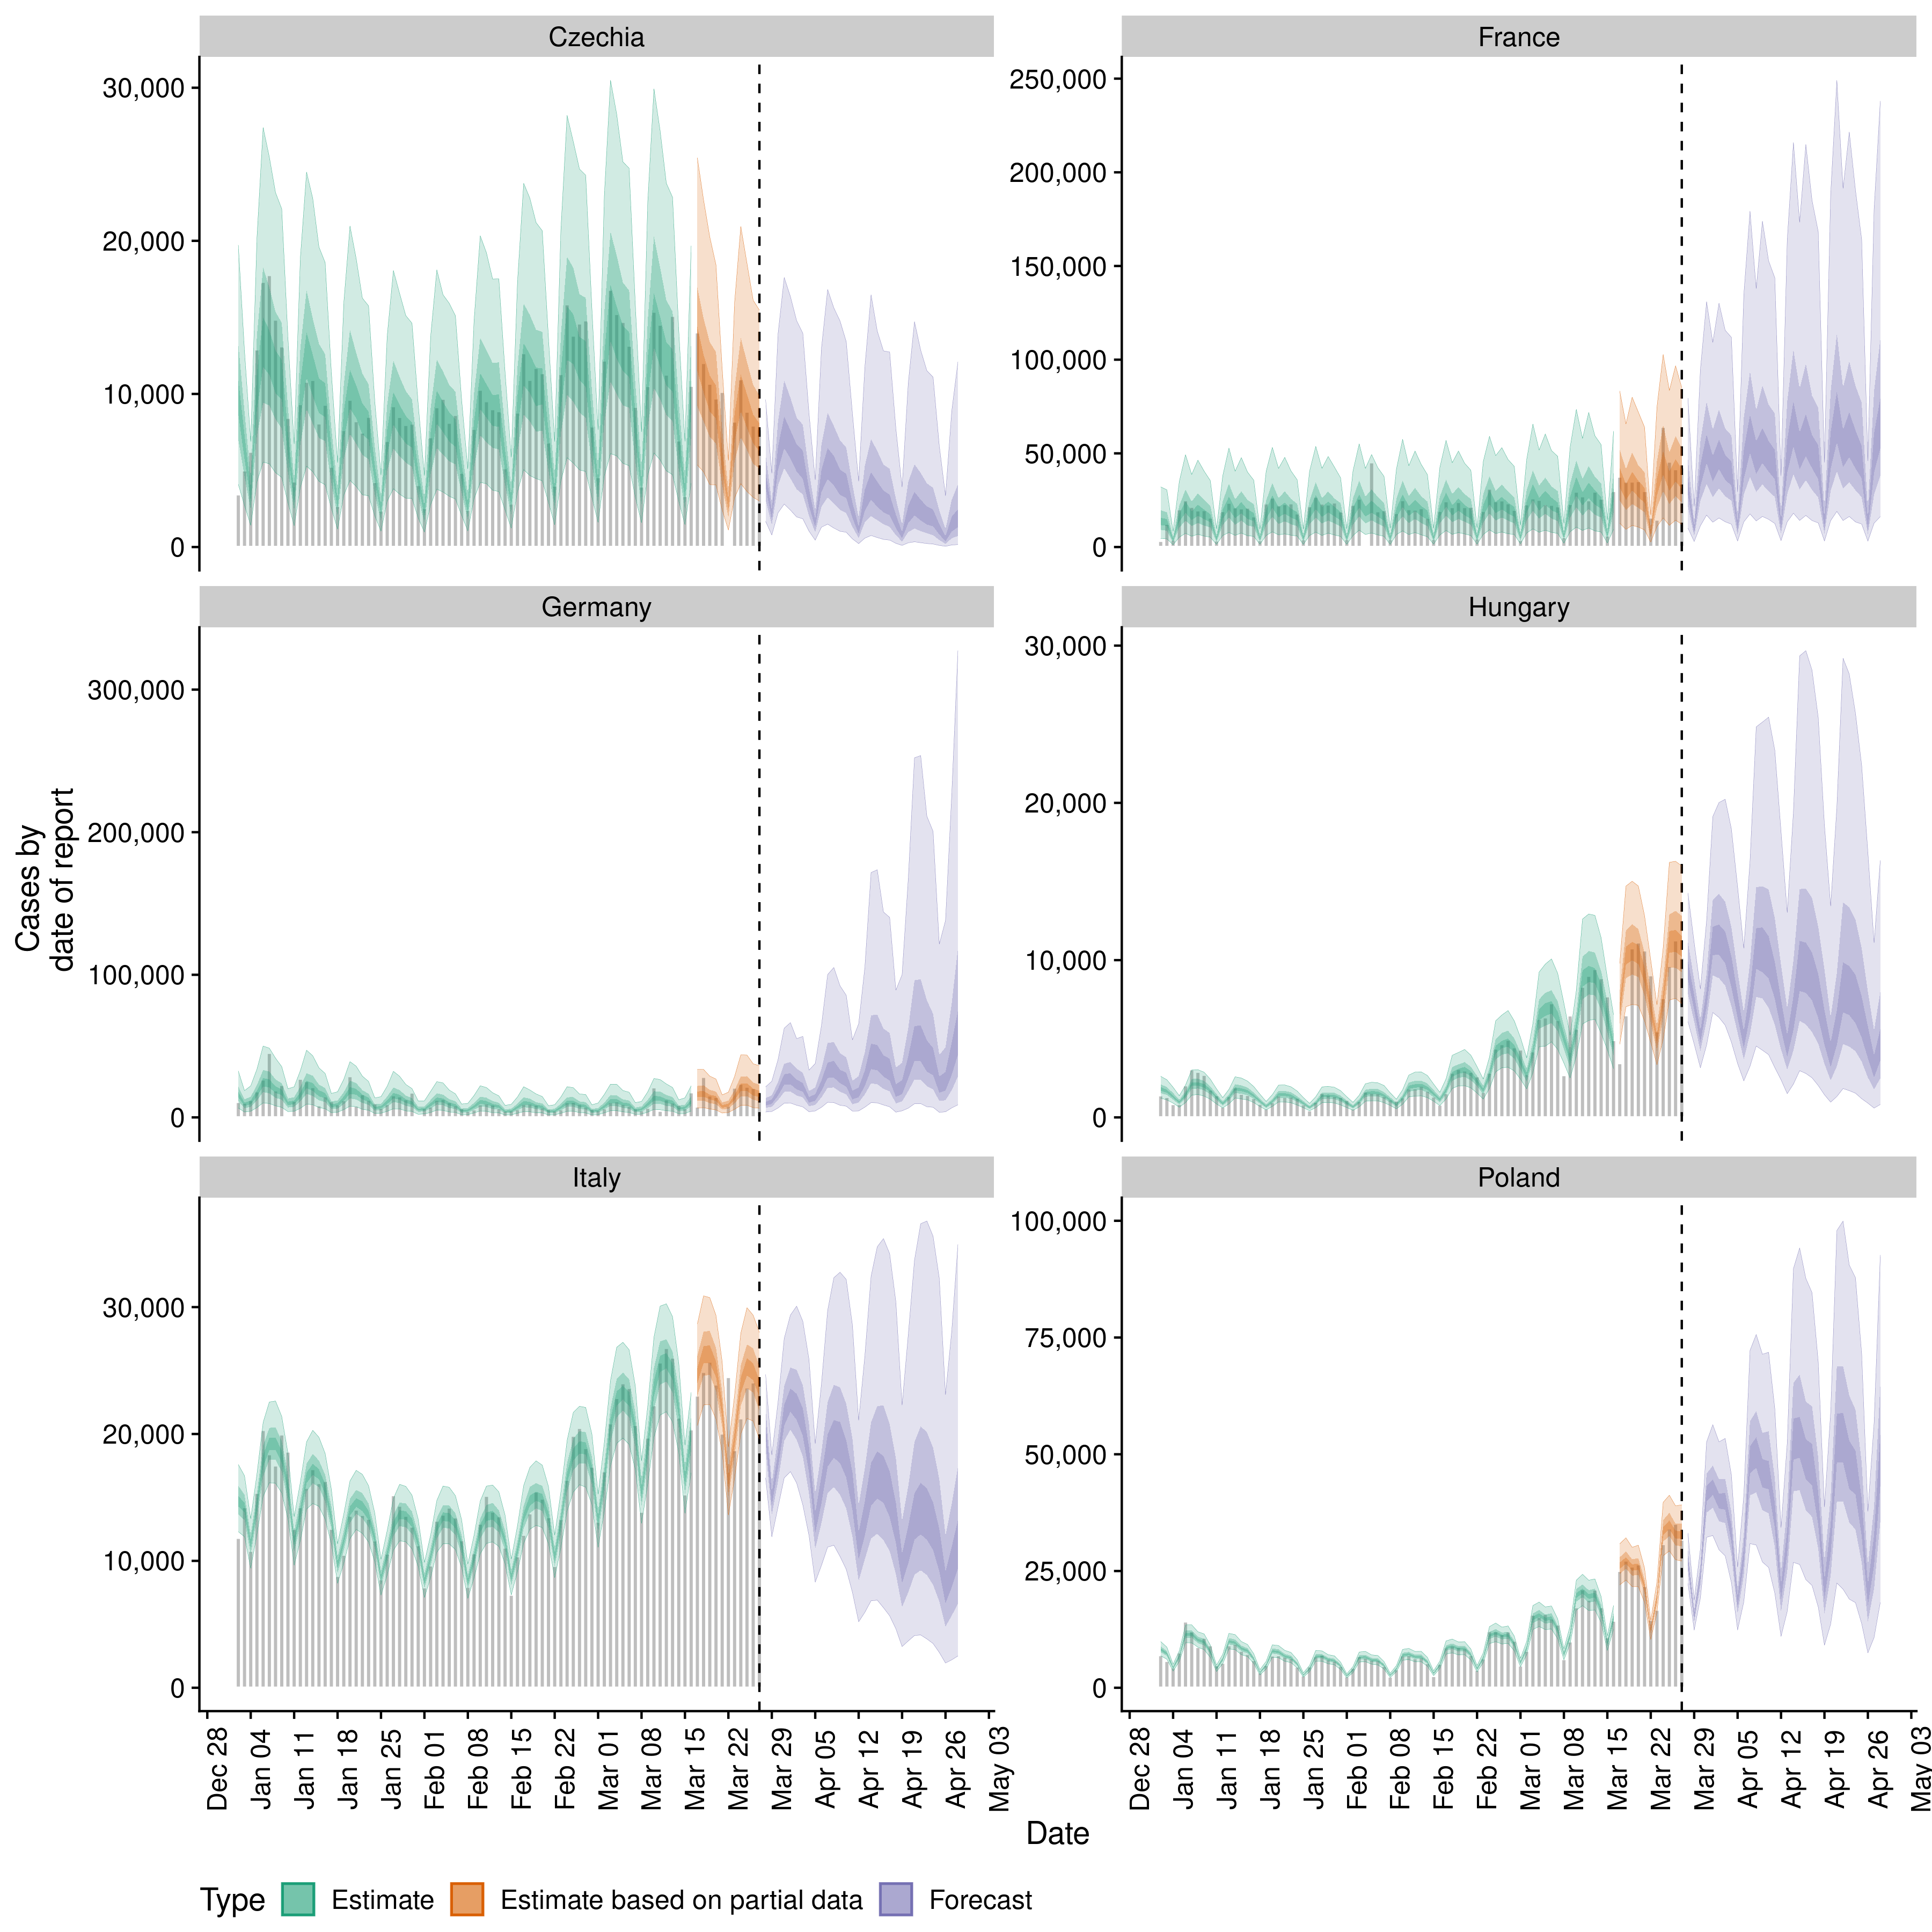 Czechia
France
30,000
20,000
10,000
0
250,000
200,000
150,000
100,000
50,000
0
Germany
Hungary
300,000
200,000
100,000
0
30,000
20,000
10,000
0
Italy
Poland
30,000
20,000
10,000
0
100,000
75,000
50,000
25,000
0
Cases by
date of report
Dec 28
Jan 04
Jan 11
Jan 18
Jan 25
Feb 01
Feb 08
Feb 15
Feb 22
Mar 01
Mar 08
Mar 15
Mar 22
Mar 29
Apr 05
Apr 12
Apr 19
Apr 26
May 03
Dec 28
Jan 04
Jan 11
Jan 18
Jan 25
Feb 01
Feb 08
Feb 15
Feb 22
Mar 01
Mar 08
Mar 15
Mar 22
Mar 29
Apr 05
Apr 12
Apr 19
Apr 26
May 03
Date
Type Estimate Estimate based on partial data Forecast